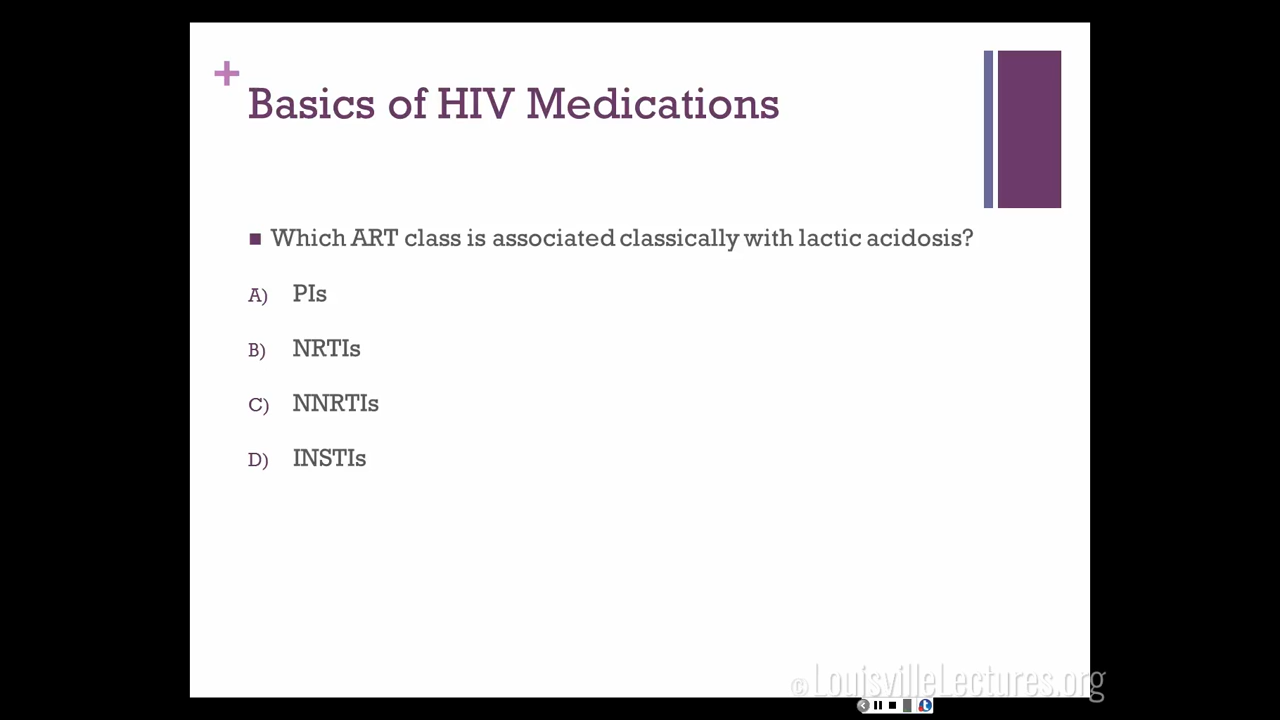 +
Basics of HIV Medications
■ Which ART class is associated classically with lactic acidosis?
A) PIs
B) NRTIs
C) NNRTIs
D) INSTIs
© LouisvilleLectures.org